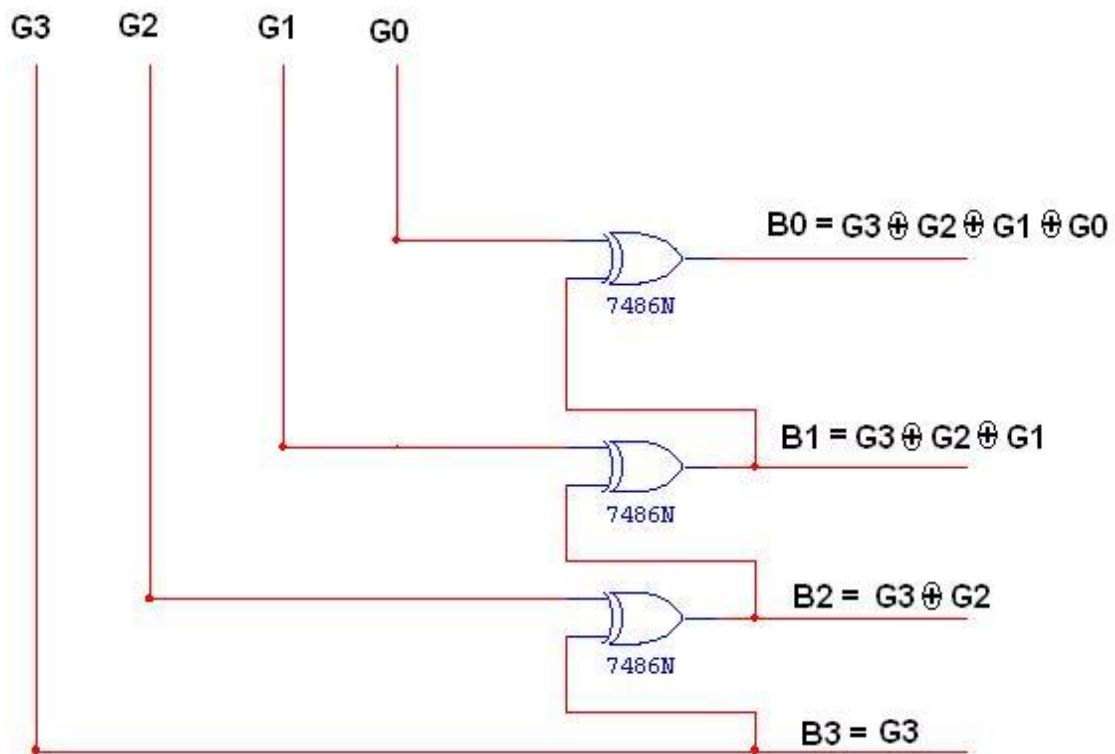 G3 G2 G1 G0
B0 = G3 ⊕ G2 ⊕ G1 ⊕ G0
7486N
B1 = G3 ⊕ G2 ⊕ G1
7486N
B2 = G3 ⊕ G2
7486N
B3 = G3